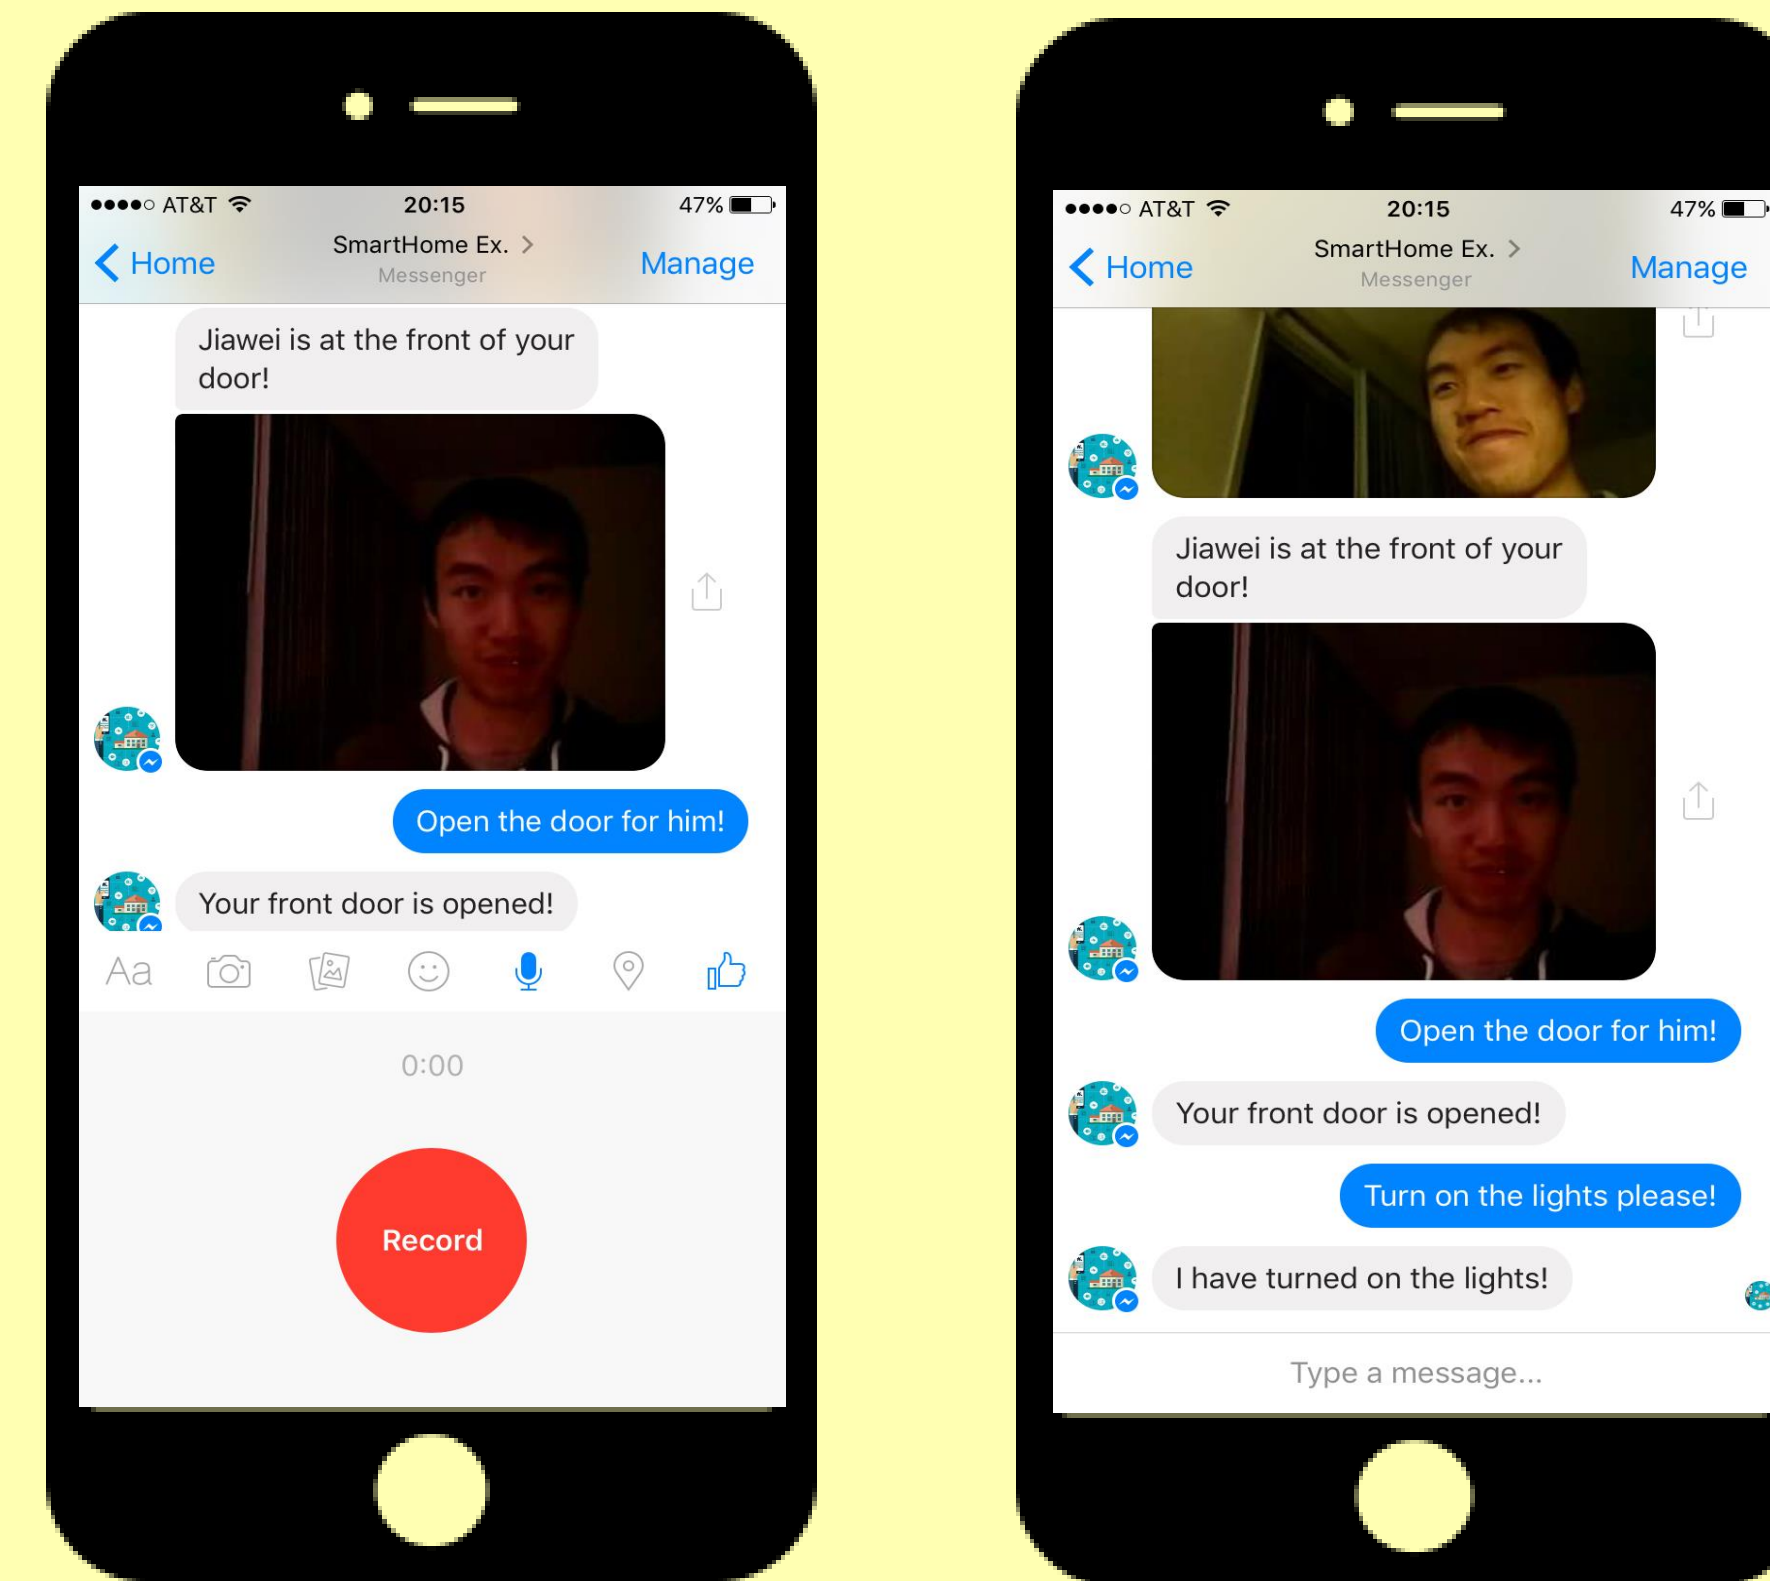 AT&T 20:15 47%
Home SmartHome Ex. Manage
Messenger
Jiawei is at the front of your
door!
Open the door for him!
Your front door is opened!
Aa
0:00
Record
AT&T 20:15 47%
Home SmartHome Ex. Manage
Messenger
Jiawei is at the front of your
door!
Open the door for him!
Your front door is opened!
Turn on the lights please!
I have turned on the lights!
Type a message...